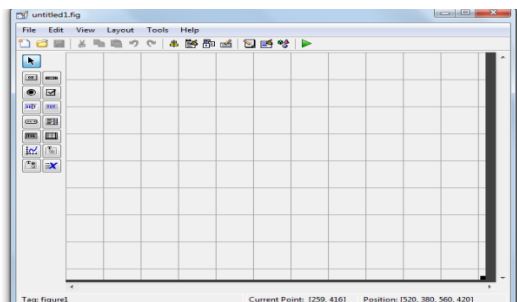 untitled1.fig
File Edit View Layout Tools Help
OK
Tag: figure1 Current Point: [259, 416] Position: [520, 380, 560, 420]